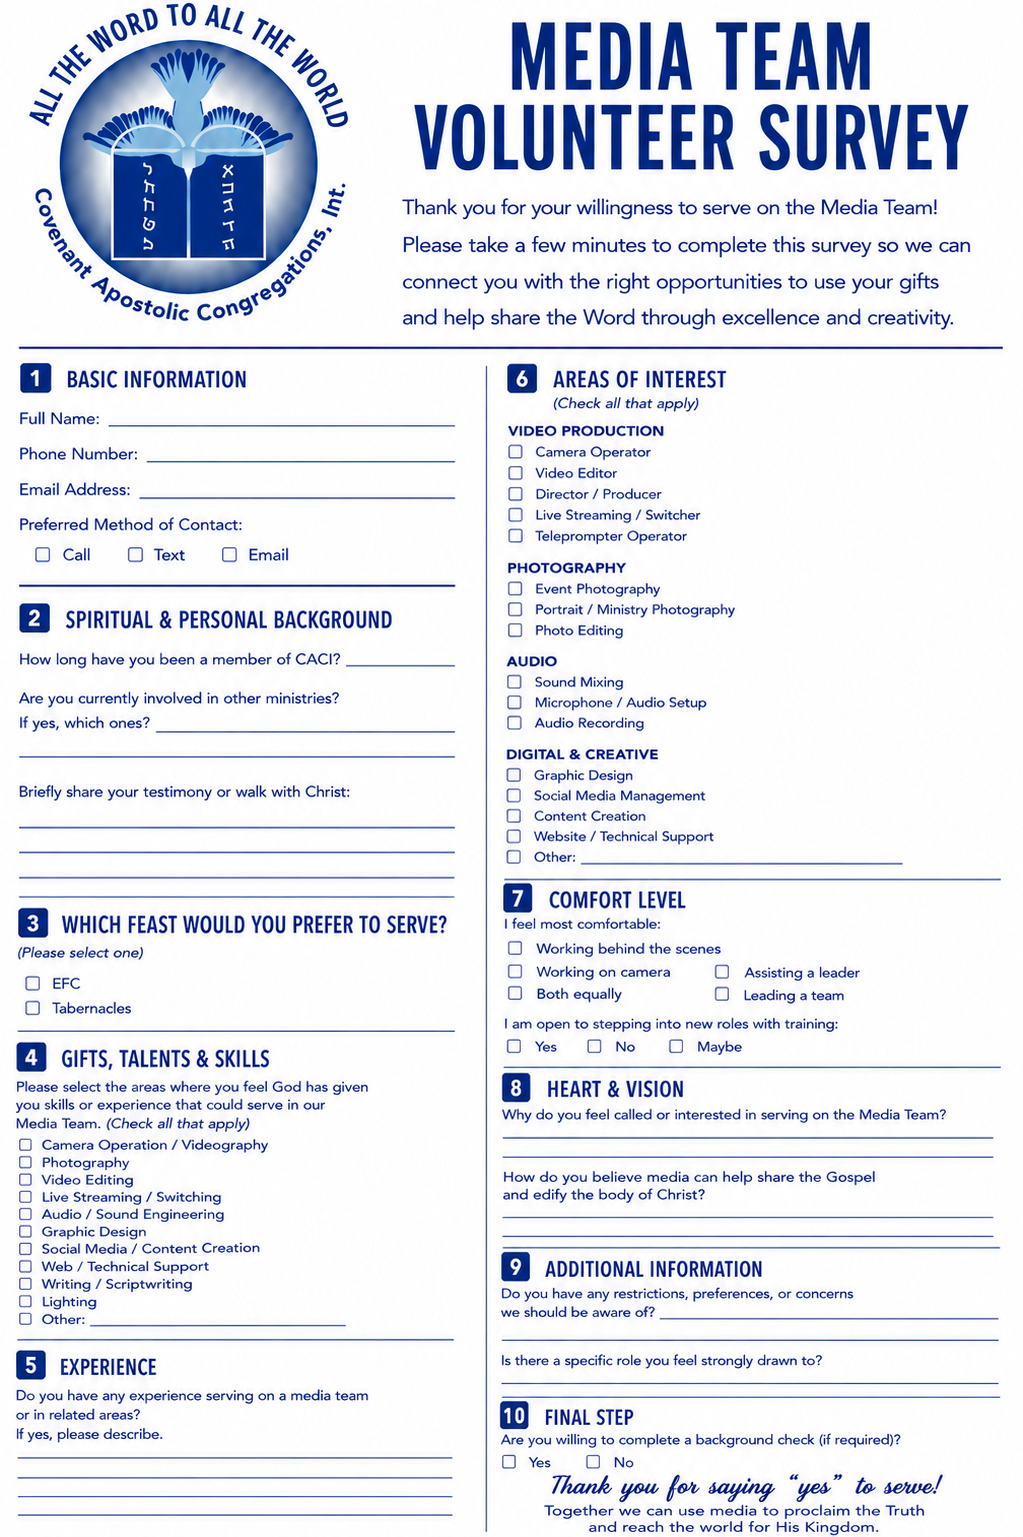 ALL THE WORD TO ALL THE WORLD
Covenant Apostolic Congregations, Int.
MEDIA TEAM
VOLUNTEER SURVEY
Thank you for your willingness to serve on the Media Team!
Please take a few minutes to complete this survey so we can
connect you with the right opportunities to use your gifts
and help share the Word through excellence and creativity.
1 BASIC INFORMATION
Full Name:
Phone Number:
Email Address:
Preferred Method of Contact:
Call Text Email
2 SPIRITUAL & PERSONAL BACKGROUND
How long have you been a member of CACI?
Are you currently involved in other ministries?
If yes, which ones?
Briefly share your testimony or walk with Christ:
3 WHICH FEAST WOULD YOU PREFER TO SERVE?
(Please select one)
EFC
Tabernacles
4 GIFTS, TALENTS & SKILLS
Please select the areas where you feel God has given
you skills or experience that could serve in our
Media Team. (Check all that apply)
Camera Operation / Videography
Photography
Video Editing
Live Streaming / Switching
Audio / Sound Engineering
Graphic Design
Social Media / Content Creation
Web / Technical Support
Writing / Scriptwriting
Lighting
Other:
5 EXPERIENCE
Do you have any experience serving on a media team
or in related areas?
If yes, please describe.
6 AREAS OF INTEREST
(Check all that apply)
VIDEO PRODUCTION
Camera Operator
Video Editor
Director / Producer
Live Streaming / Switcher
Teleprompter Operator
PHOTOGRAPHY
Event Photography
Portrait / Ministry Photography
Photo Editing
AUDIO
Sound Mixing
Microphone / Audio Setup
Audio Recording
DIGITAL & CREATIVE
Graphic Design
Social Media Management
Content Creation
Website / Technical Support
Other:
7 COMFORT LEVEL
I feel most comfortable:
Working behind the scenes
Working on camera Assisting a leader
Both equally Leading a team
I am open to stepping into new roles with training:
Yes No Maybe
8 HEART & VISION
Why do you feel called or interested in serving on the Media Team?
How do you believe media can help share the Gospel
and edify the body of Christ?
9 ADDITIONAL INFORMATION
Do you have any restrictions, preferences, or concerns
we should be aware of?
Is there a specific role you feel strongly drawn to?
10 FINAL STEP
Are you willing to complete a background check (if required)?
Yes No
Thank you for saying “yes” to serve!
Together we can use media to proclaim the Truth
and reach the world for His Kingdom.